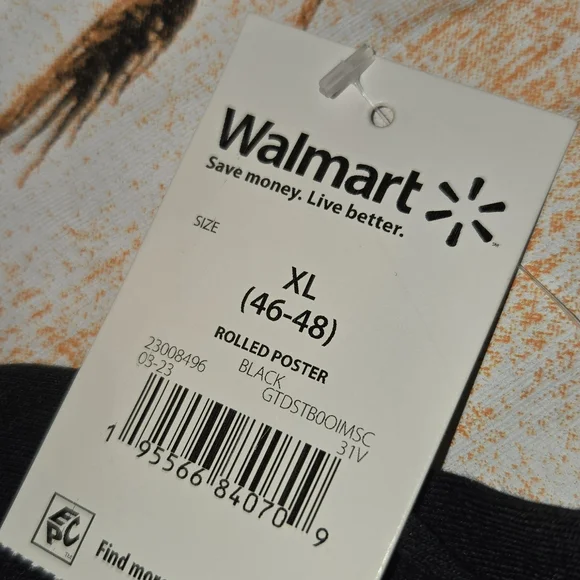 Walmart
Save money. Live better.
SIZE
XL
(46-48)
ROLLED POSTER
23008496 BLACK
03-23 GTDSTB0OIMSC
31V
1 95566 84070 9
EPC
Find more